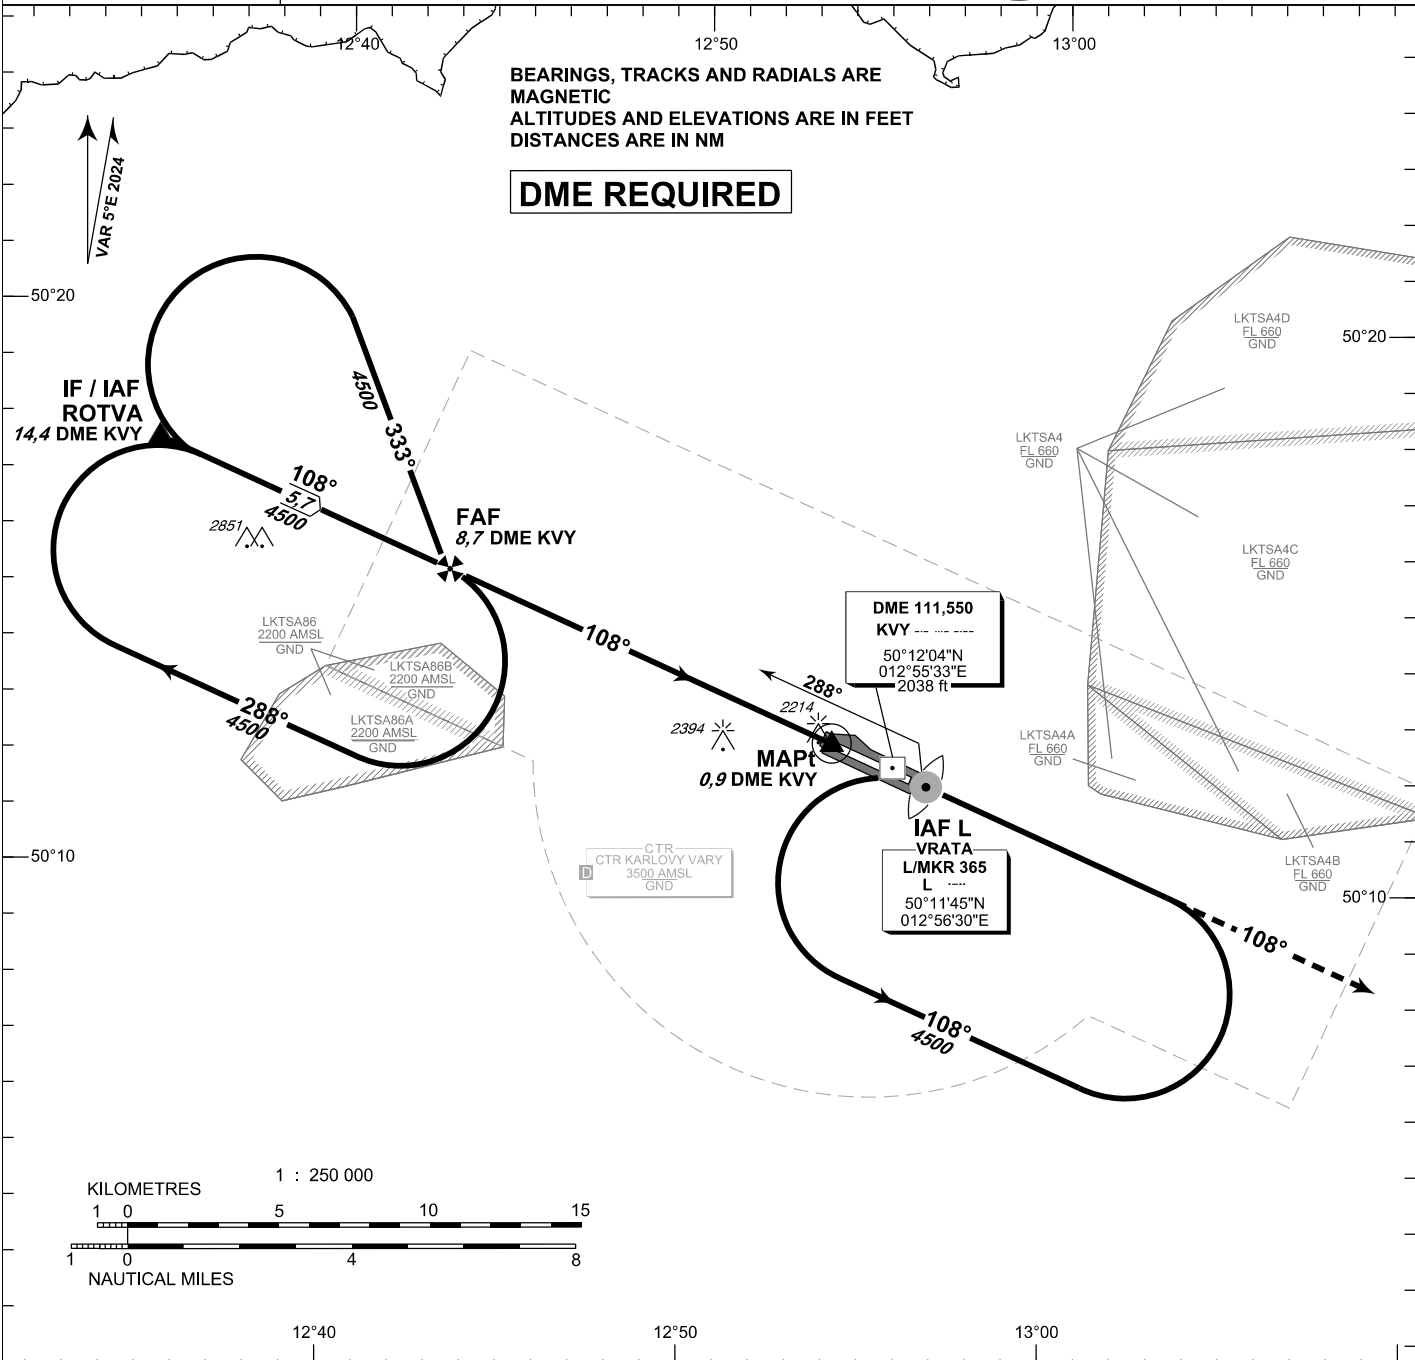 12°40
12°50
13°00
BEARINGS, TRACKS AND RADIALS ARE
MAGNETIC
ALTITUDES AND ELEVATIONS ARE IN FEET
DISTANCES ARE IN NM
DME REQUIRED
VAR 5°E 2024
50°20
50°20
LKTSA4D
FL 660
GND
IF / IAF
ROTVA
14,4 DME KVY
4500
333°
LKTSA4
FL 660
GND
108°
5,7
4500
2851
FAF
8,7 DME KVY
LKTSA4C
FL 660
GND
LKTSA86
2200 AMSL
GND
LKTSA86B
2200 AMSL
GND
LKTSA86A
2200 AMSL
GND
288°
4500
108°
DME 111,550
KVY
50°12'04"N
012°55'33"E
2038 ft
288°
2214
2394
MAPt
0,9 DME KVY
LKTSA4A
FL 660
GND
IAF L
VRATA
L/MKR 365
L
50°11'45"N
012°56'30"E
CTR
CTR KARLOVY VARY
D
3500 AMSL
GND
LKTSA4B
FL 660
GND
50°10
50°10
108°
108°
4500
1 : 250 000
KILOMETRES
1 0 5 10 15
1 0 4 8
NAUTICAL MILES
12°40
12°50
13°00